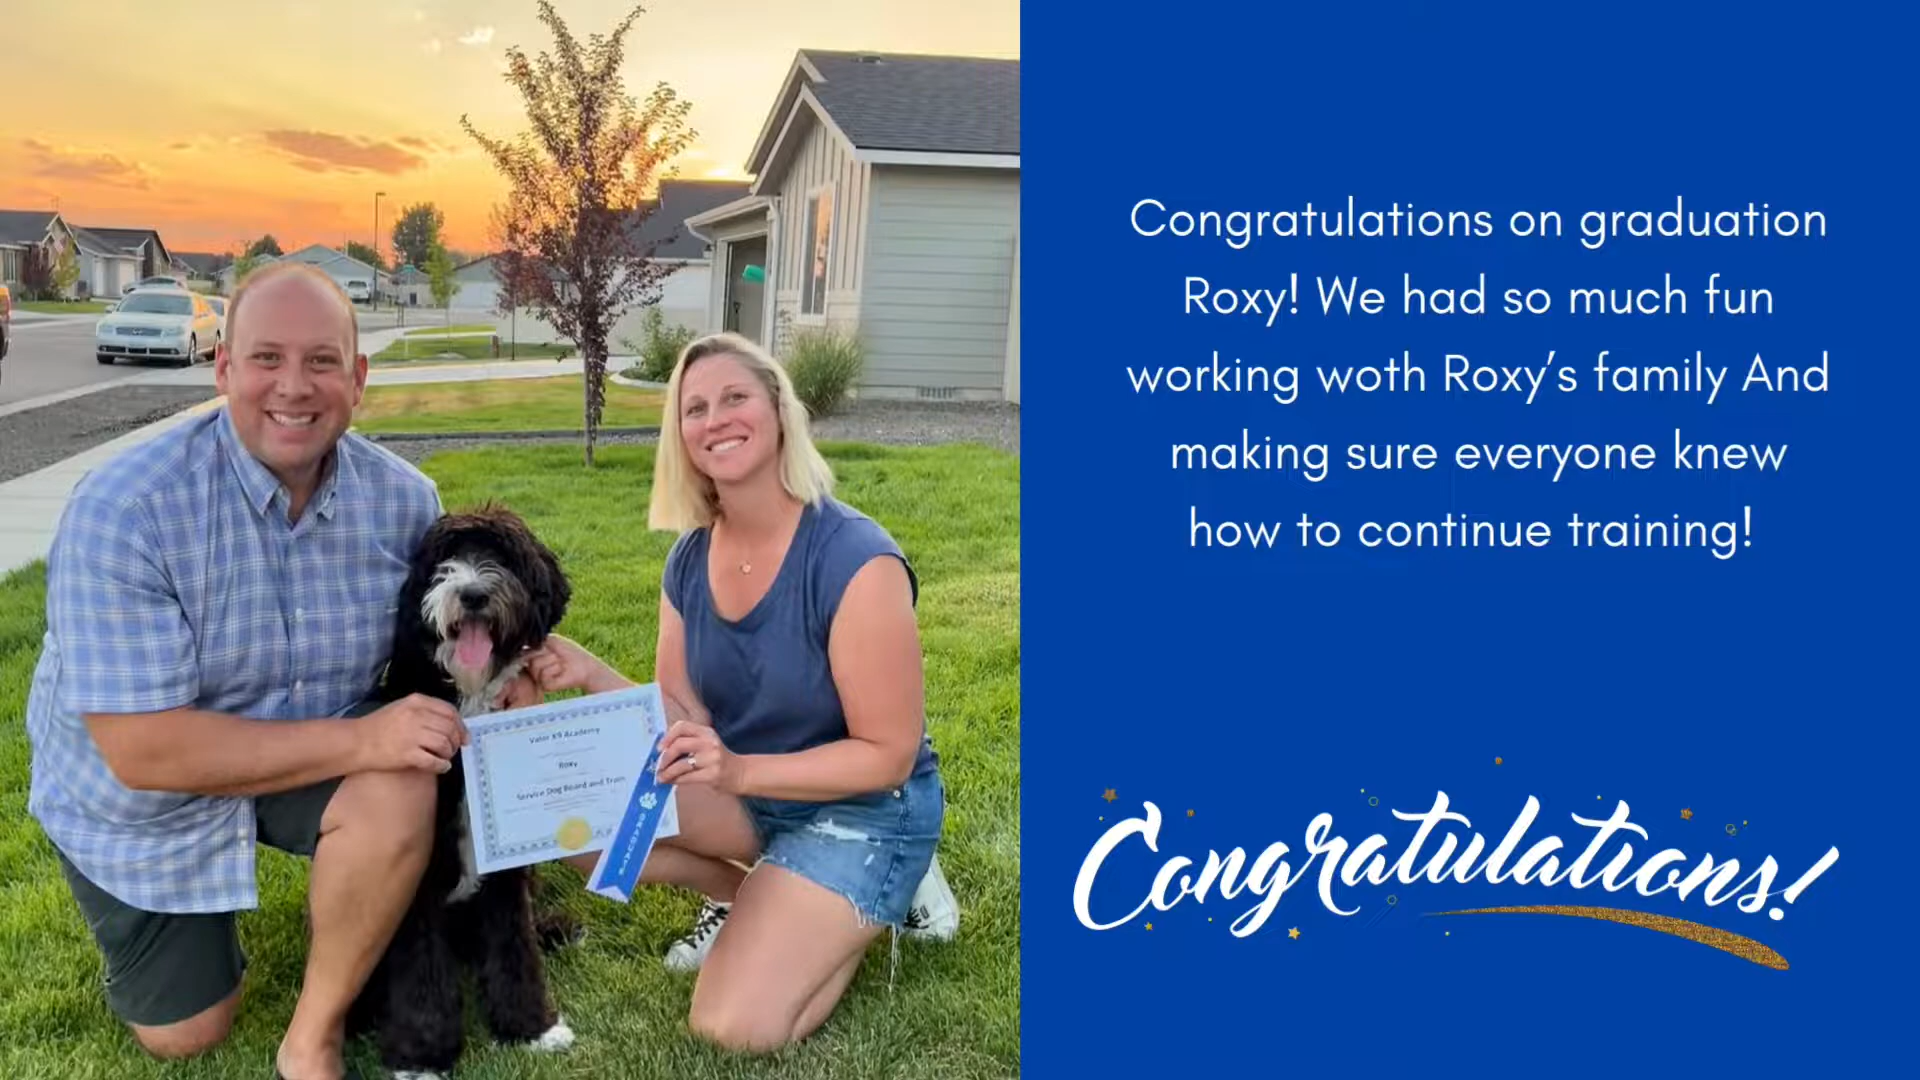 Congratulations on graduation
Roxy! We had so much fun
working woth Roxy's family And
making sure everyone knew
how to continue training!
Congratulations!
Valor K9 Academy
Roxy
Service Dog Board and Train
GRADUATE